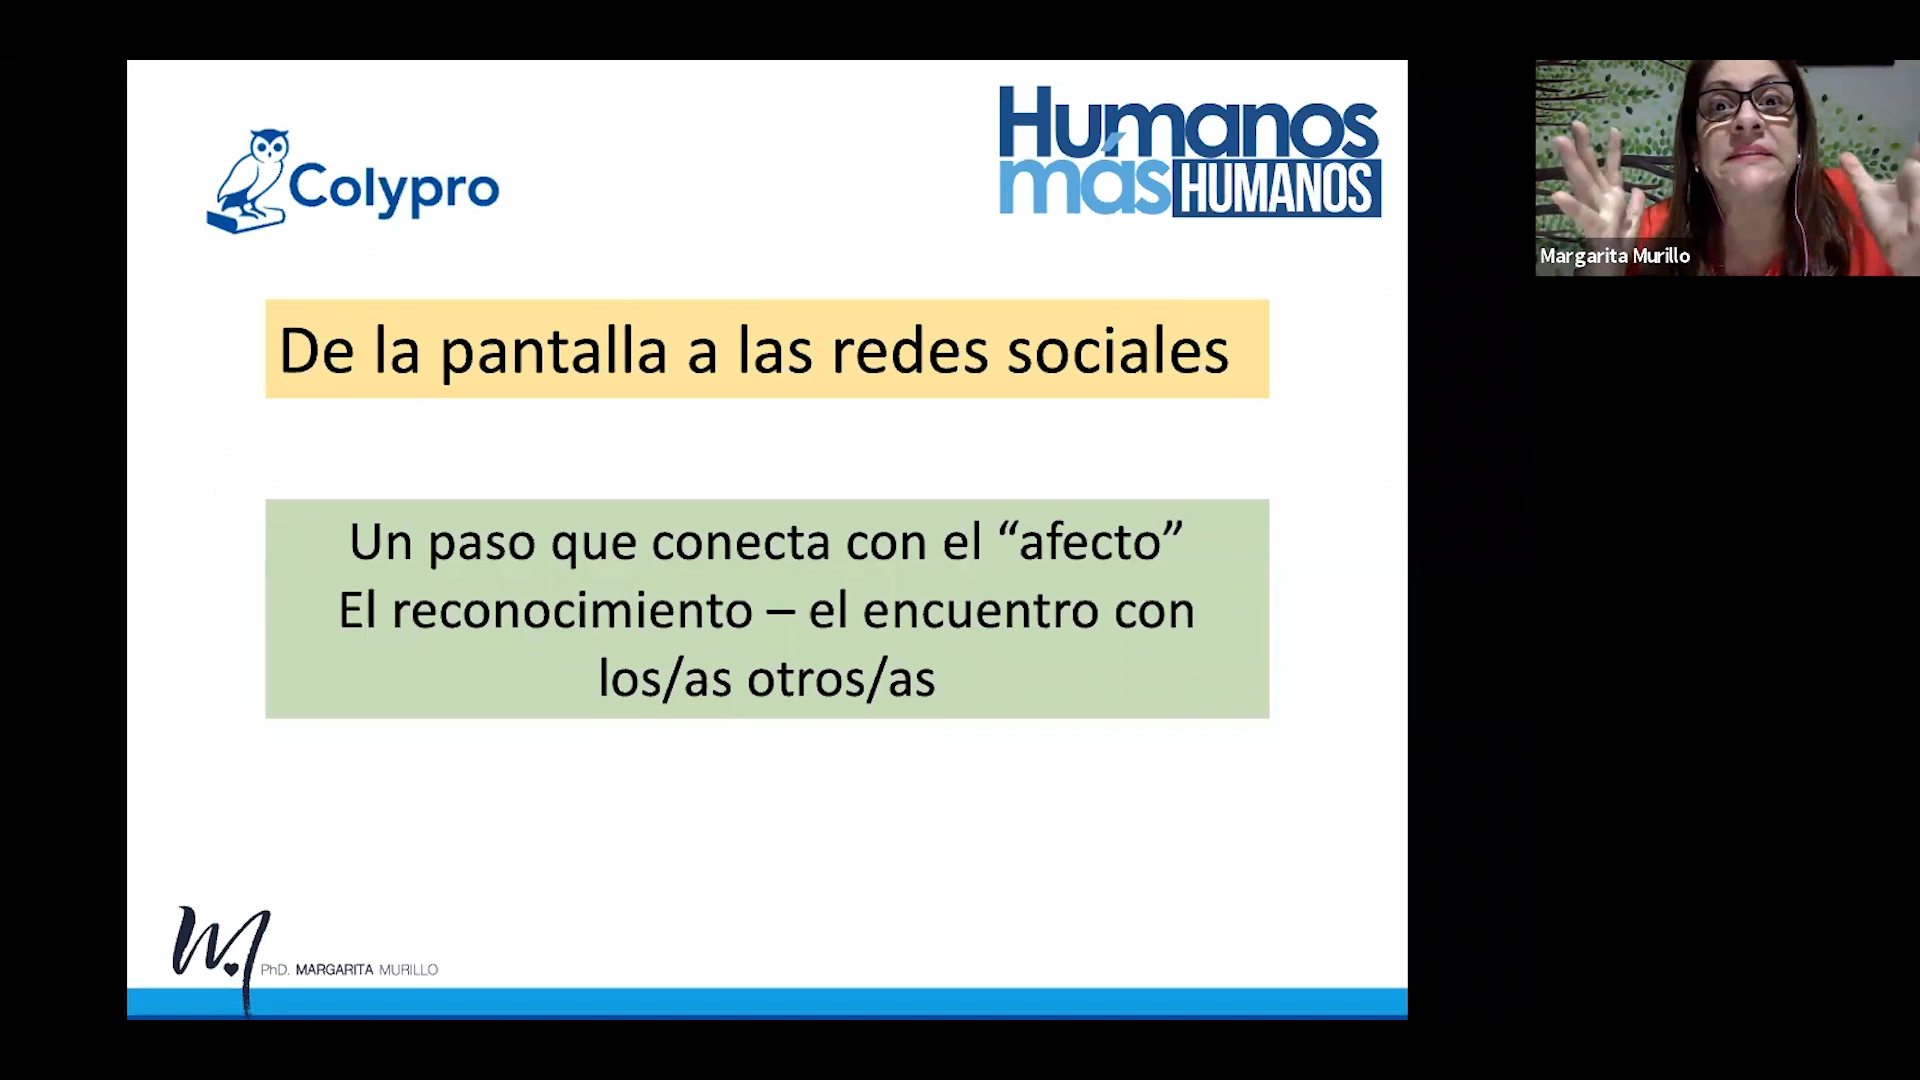 Colypro
Humanos
más HUMANOS
Margarita Murillo
De la pantalla a las redes sociales
Un paso que conecta con el “afecto”
El reconocimiento – el encuentro con
los/as otros/as
M.
PhD. MARGARITA MURILLO